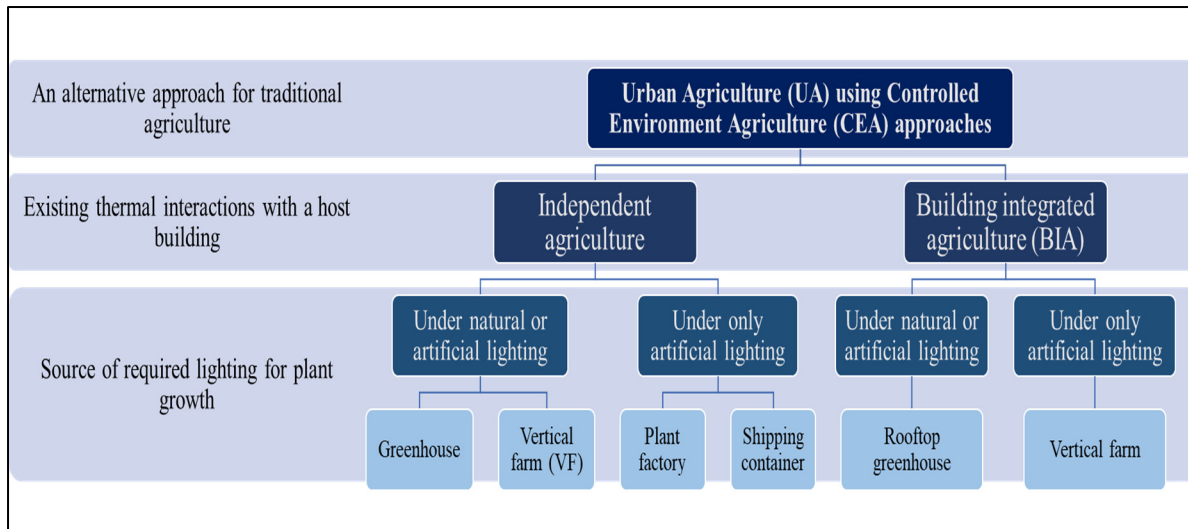 An alternative approach for traditional
agriculture
Urban Agriculture (UA) using Controlled
Environment Agriculture (CEA) approaches
Existing thermal interactions with a host
building
Independent
agriculture
Building integrated
agriculture (BIA)
Source of required lighting for plant
growth
Under natural or
artificial lighting
Under only
artificial lighting
Under natural or
artificial lighting
Under only
artificial lighting
Greenhouse
Vertical
farm (VF)
Plant
factory
Shipping
container
Rooftop
greenhouse
Vertical farm